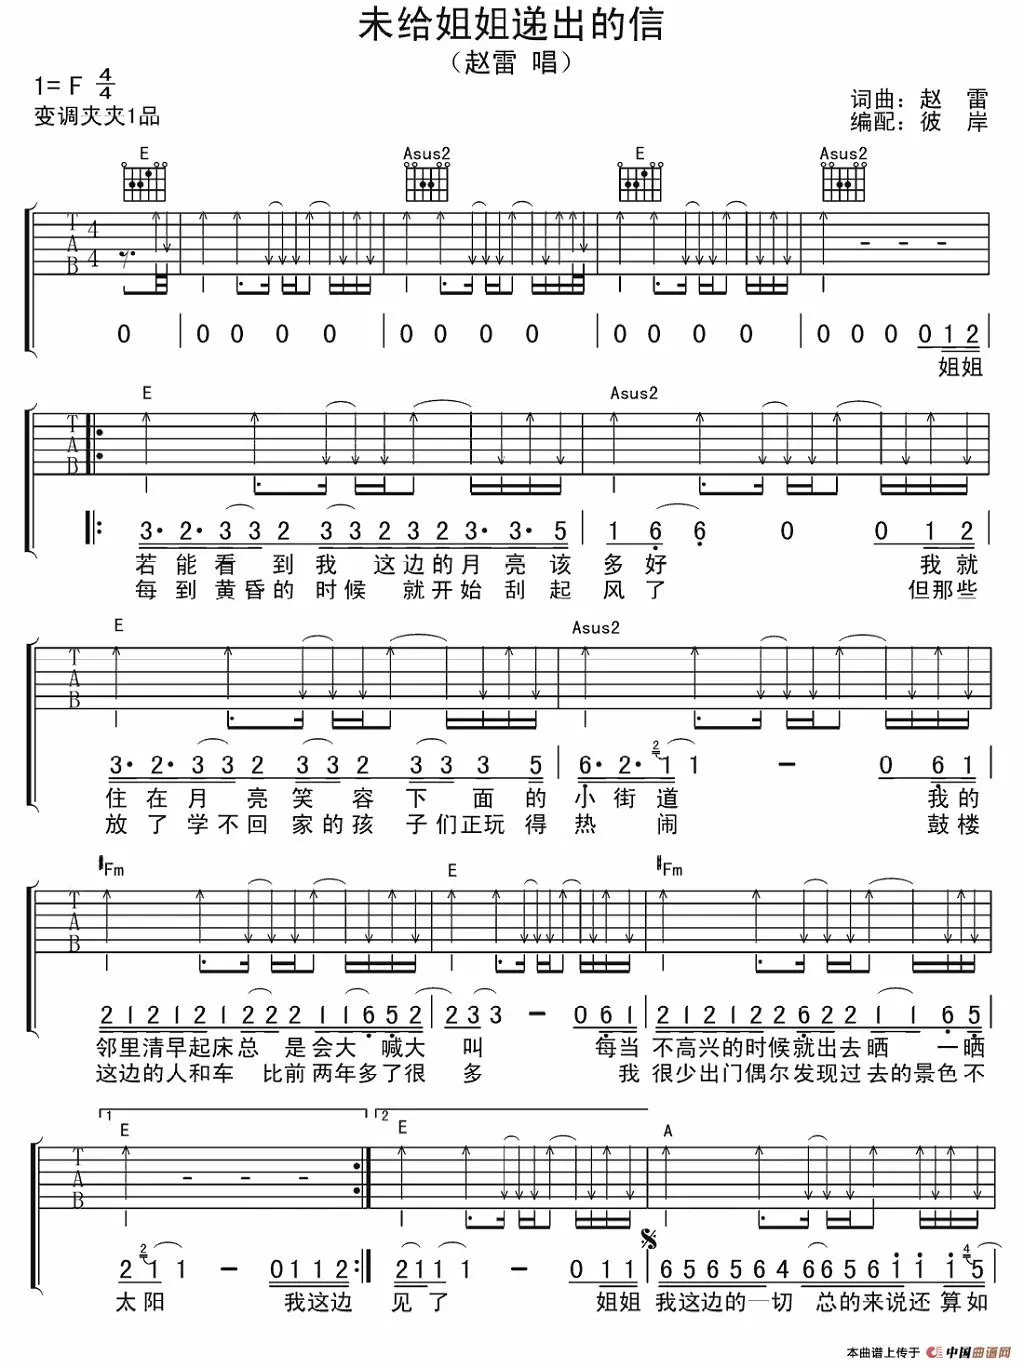 未给姐姐递出的信
（赵雷 唱）
1= F 4/4
变调夹夹1品
词曲：赵 雷
编配：彼 岸
E Asus2 E Asus2
T A B 4/4
0 | 0 0 0 0 | 0 0 0 0 | 0 0 0 0 | 0 0 0 0 1 2 |
姐姐
E Asus2
T A B
3· 2· 3 3 2 3 3 2 3 2 3· 3· 5 | 1 6 6 0 0 1 2
若能看到我 这边的月亮该多好 我就
每到黄昏的时候 就开始刮起风了 但那些
E Asus2
T A B
3· 2· 3 3 2 3 3 2 3 3 3 5 | 6· 2· 2 1 1 - 0 6 1
住在月亮笑容下面的小街道 我的
放了学不回家的孩子们正玩得热闹 鼓楼
#Fm E #Fm
T A B
2 1 2 1 2 2 2 2 1 1 6 5 2 | 2 3 3 - 0 6 1 | 2 1 2 1 2 2 6 2 2 1 1 6 5
邻里清早起床总是会大喊大叫 每当不高兴的时候就出去晒一晒
这边的人和车 比前两年多了很多 我很少出门偶尔发现过去的景色不
1 E 2 E A
T A B
2 2 1 1 - 0 1 1 2 | 2 1 1 - 0 1 1 | 6 5 6 5 6 4 6 6 5 6 1 1 1 4 5
太阳 我这边 见了 姐姐 我这边的一切 总的来说还算如
本曲谱上传于 中国曲谱网